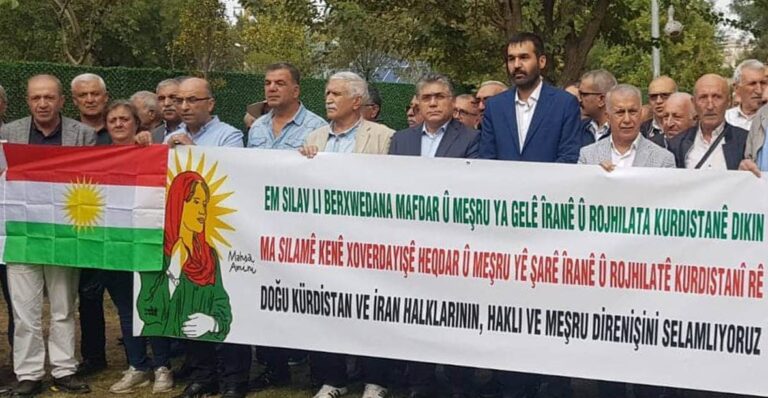 EM SILAV LI BERXWEDANA MAFDAR Û MEŞRU YA GELÊ ÎRANÊ Û ROJHILATA KURDISTANÊ DIKIN
MA SILAMÊ KENÊ XOVERDAYIŞÊ HEQDAR Û MEŞRU YÊ ŞARÊ ÎRANÊ Û ROJHILATÊ KURDISTANÎ RÊ
DOĞU KÜRDİSTAN VE İRAN HALKLARININ, HAKLI VE MEŞRU DİRENİŞİNİ SELAMLIYORUZ
Mahsa
Amini